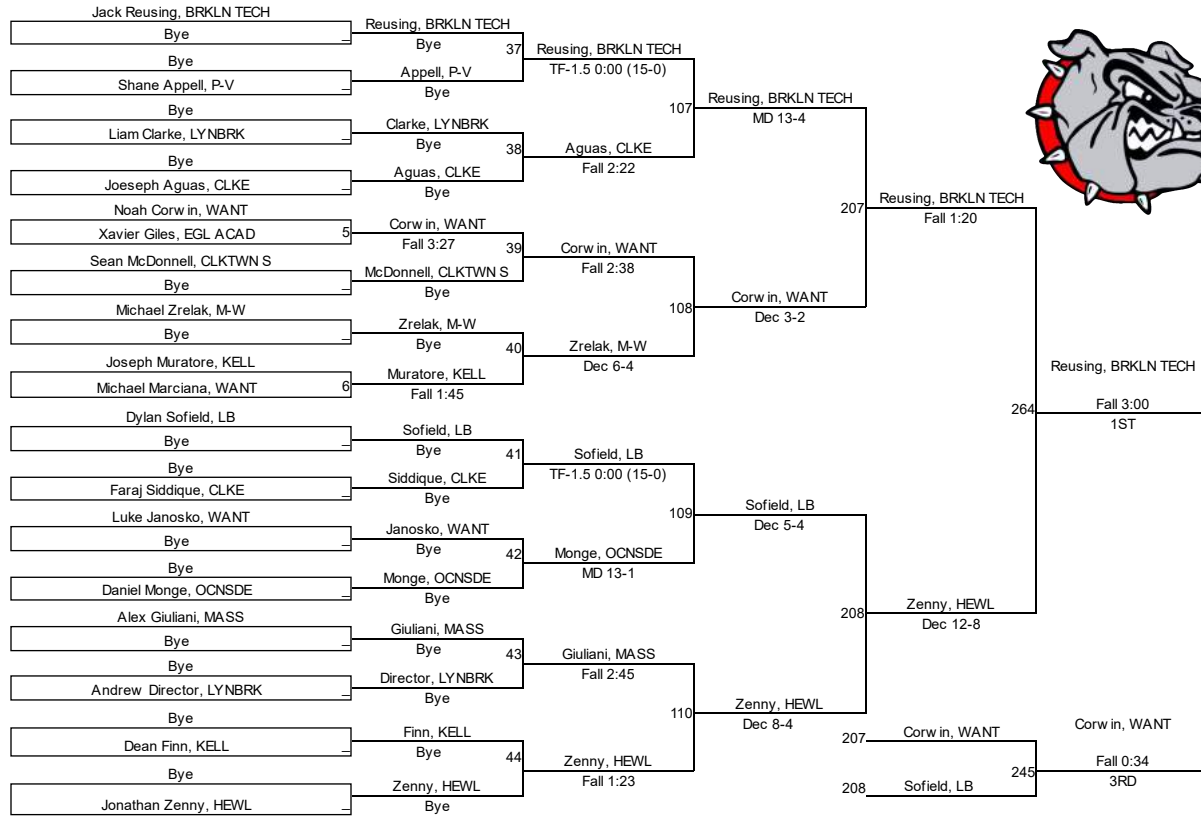 Jack Reusing, BRKLN TECH
Bye
Bye
Shane Appell, P-V
Bye
Liam Clarke, LYNBRK
Bye
Joeseph Aguas, CLKE
Noah Corwin, WANT
Xavier Giles, EGL ACAD 5
Sean McDonnell, CLKTWN S
Bye
Michael Zrelak, M-W
Bye
Joseph Muratore, KELL
Michael Marciana, WANT 6
Dylan Sofield, LB
Bye
Bye
Faraj Siddique, CLKE
Luke Janosko, WANT
Bye
Bye
Daniel Monge, OCNSDE
Alex Giuliani, MASS
Bye
Bye
Andrew Director, LYNBRK
Bye
Dean Finn, KELL
Bye
Jonathan Zenny, HEWL
Reusing, BRKLN TECH
Bye
37
Appell, P-V
Bye
Clarke, LYNBRK
Bye
38
Aguas, CLKE
Bye
Corwin, WANT
Fall 3:27
39
McDonnell, CLKTWN S
Bye
Zrelak, M-W
Bye
40
Muratore, KELL
Fall 1:45
Sofield, LB
Bye
41
Siddique, CLKE
Bye
Janosko, WANT
Bye
42
Monge, OCNSDE
Bye
Giuliani, MASS
Bye
43
Director, LYNBRK
Bye
Finn, KELL
Bye
44
Zenny, HEWL
Bye
Reusing, BRKLN TECH
TF-1.5 0:00 (15-0)
107
Aguas, CLKE
Fall 2:22
Corwin, WANT
Fall 2:38
108
Zrelak, M-W
Dec 6-4
Sofield, LB
TF-1.5 0:00 (15-0)
109
Monge, OCNSDE
MD 13-1
Giuliani, MASS
Fall 2:45
110
Zenny, HEWL
Fall 1:23
Reusing, BRKLN TECH
MD 13-4
207
Corwin, WANT
Dec 3-2
Sofield, LB
Dec 5-4
208
Zenny, HEWL
Dec 8-4
Reusing, BRKLN TECH
Fall 1:20
264
Zenny, HEWL
Dec 12-8
Reusing, BRKLN TECH
Fall 3:00
1ST
207 Corwin, WANT
245
208 Sofield, LB
Corwin, WANT
Fall 0:34
3RD